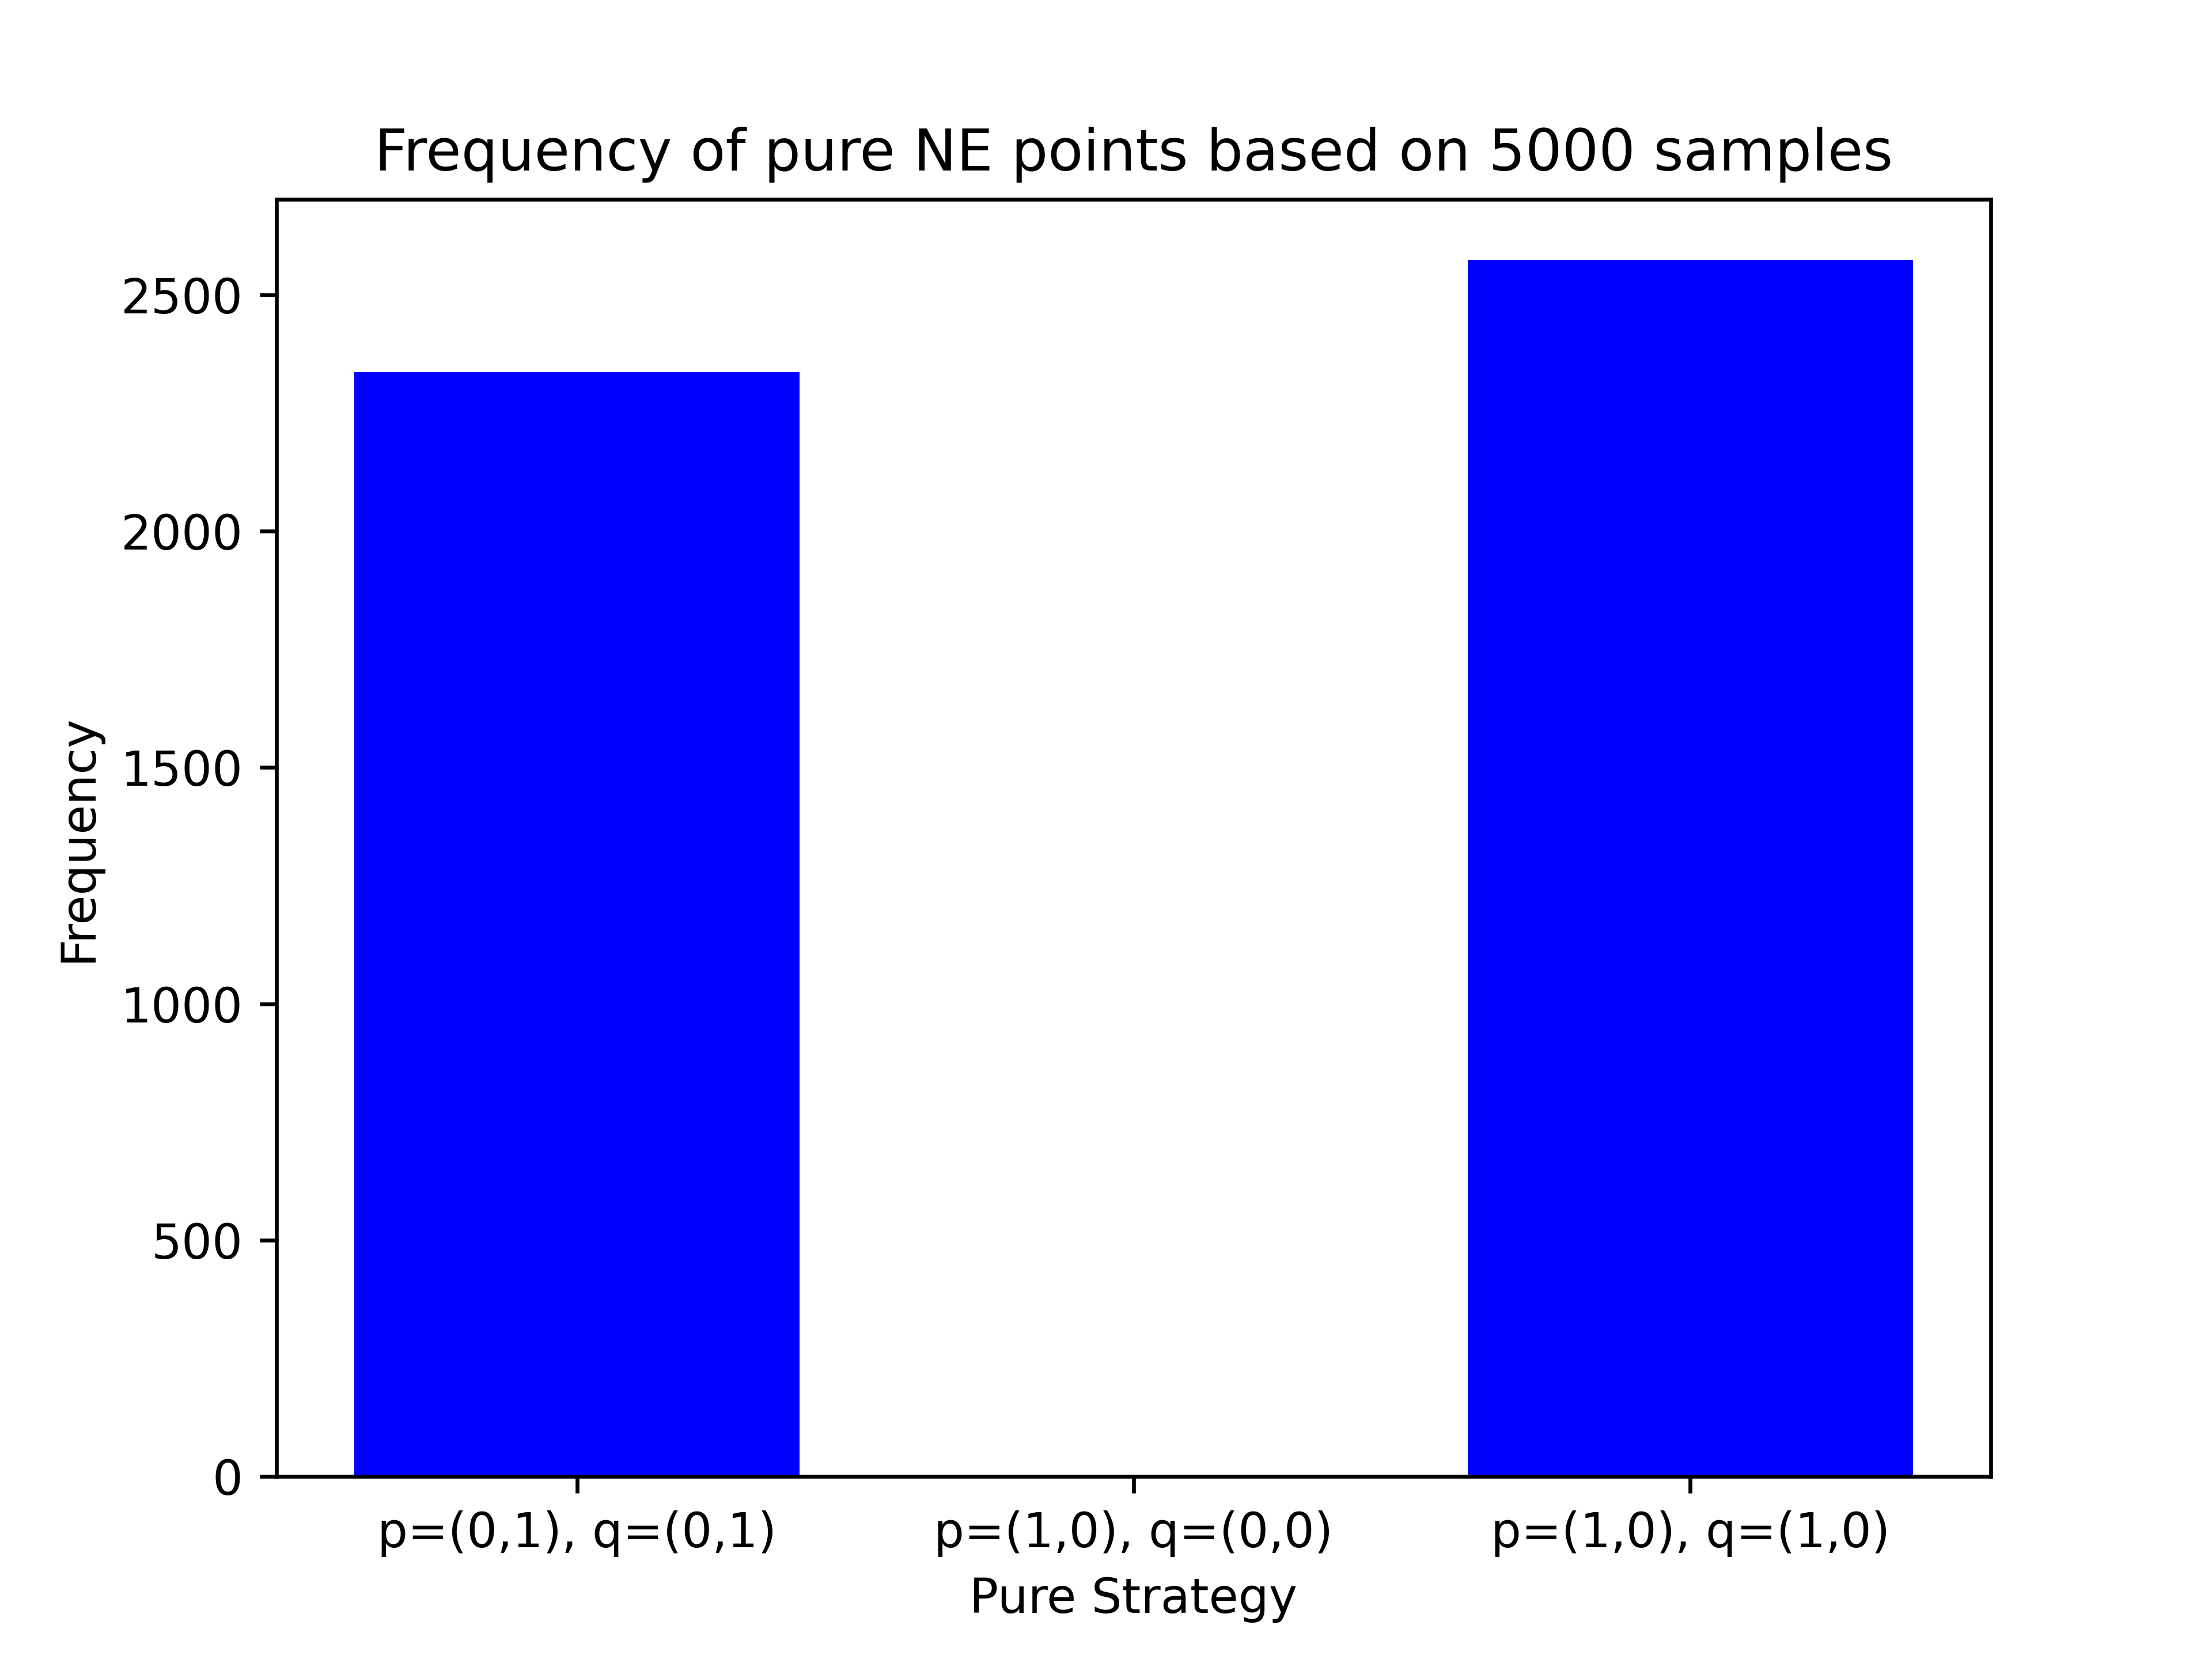 Frequency of pure NE points based on 5000 samples
2500
2000
1500
1000
500
0
Frequency
p=(0,1), q=(0,1)
p=(1,0), q=(0,0)
p=(1,0), q=(1,0)
Pure Strategy